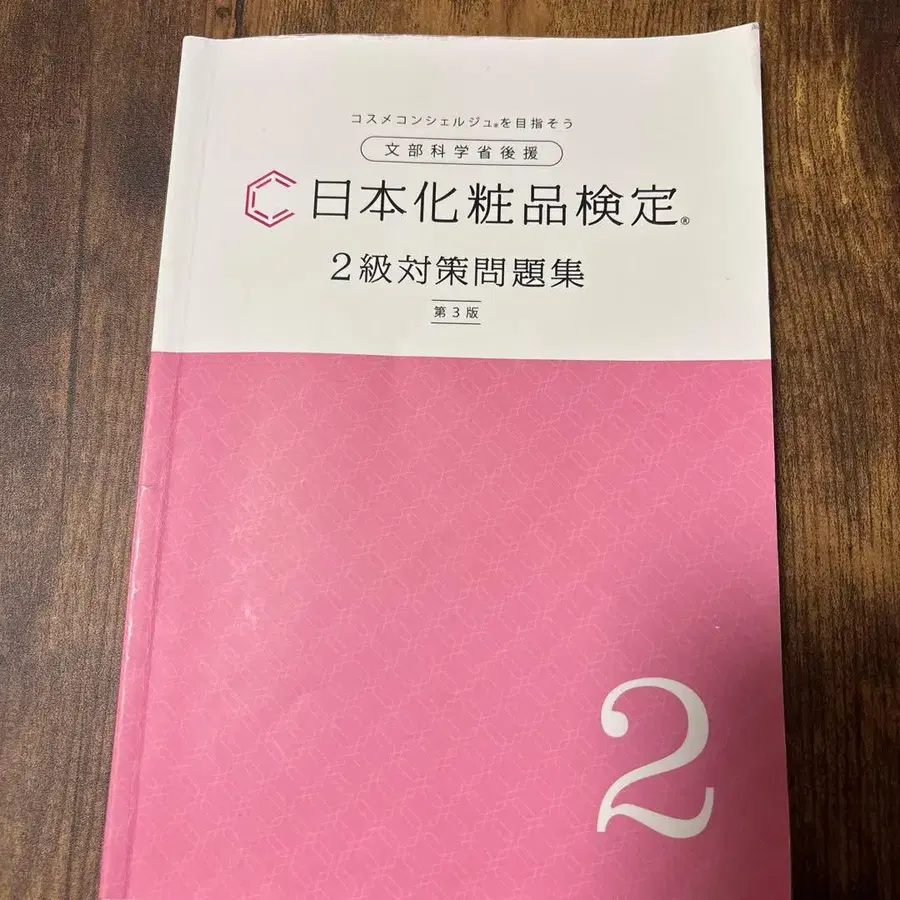 コスメコンシェルジュ®を目指そう
文部科学省後援
日本化粧品検定®
2級対策問題集
第3版
2